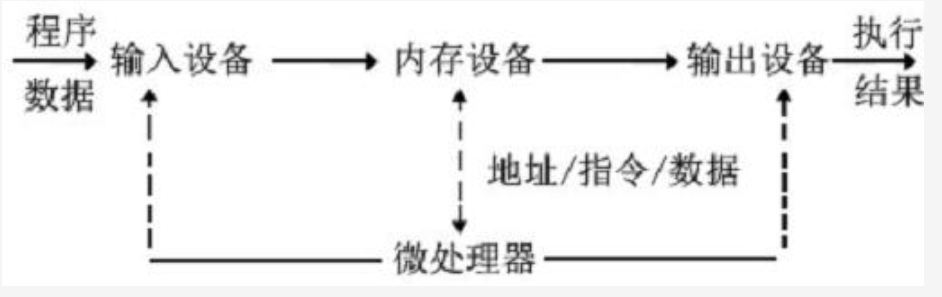 程序
数据
输入设备
内存设备
输出设备
执行
结果
地址/指令/数据
微处理器